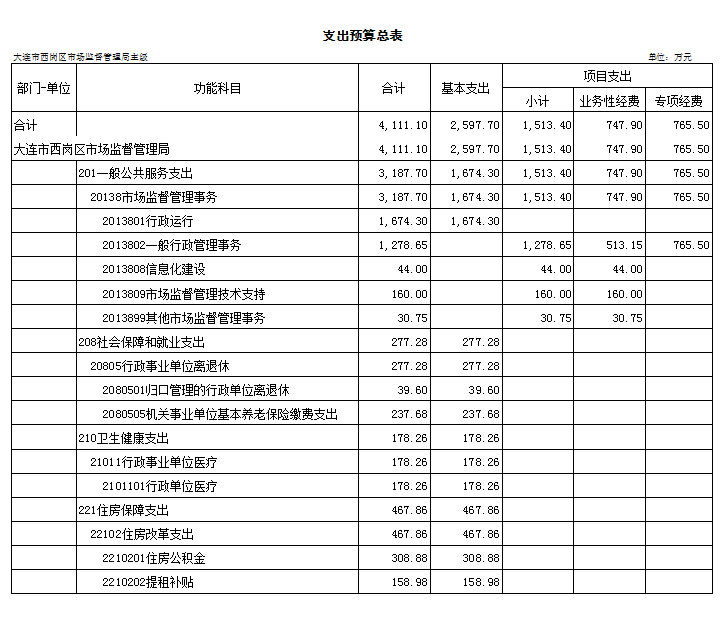 支出预算总表
大连市西岗区市场监督管理局主级 单位：万元
部门-单位 功能科目 合计 基本支出 项目支出
小计 业务性经费 专项经费
合计 4,111.10 2,597.70 1,513.40 747.90 765.50
大连市西岗区市场监督管理局 4,111.10 2,597.70 1,513.40 747.90 765.50
201一般公共服务支出 3,187.70 1,674.30 1,513.40 747.90 765.50
20138市场监督管理事务 3,187.70 1,674.30 1,513.40 747.90 765.50
2013801行政运行 1,674.30 1,674.30
2013802一般行政管理事务 1,278.65 1,278.65 513.15 765.50
2013808信息化建设 44.00 44.00 44.00
2013809市场监督管理技术支持 160.00 160.00 160.00
2013899其他市场监督管理事务 30.75 30.75 30.75
208社会保障和就业支出 277.28 277.28
20805行政事业单位离退休 277.28 277.28
2080501归口管理的行政单位离退休 39.60 39.60
2080505机关事业单位基本养老保险缴费支出 237.68 237.68
210卫生健康支出 178.26 178.26
21011行政事业单位医疗 178.26 178.26
2101101行政单位医疗 178.26 178.26
221住房保障支出 467.86 467.86
22102住房改革支出 467.86 467.86
2210201住房公积金 308.88 308.88
2210202提租补贴 158.98 158.98